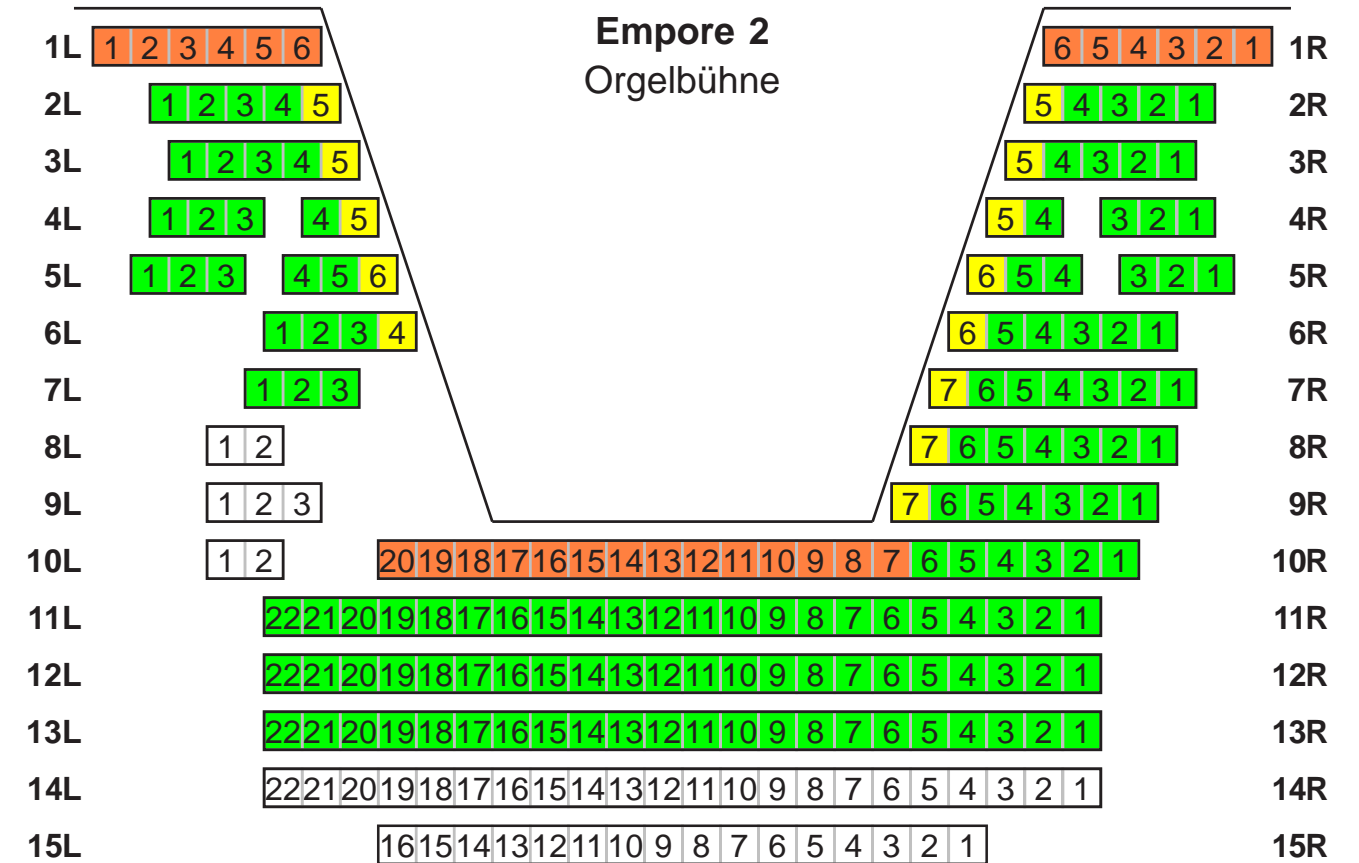 Empore 2
Orgelbühne
1L 1 2 3 4 5 6 6 5 4 3 2 1 1R
2L 1 2 3 4 5 5 4 3 2 1 2R
3L 1 2 3 4 5 5 4 3 2 1 3R
4L 1 2 3 4 5 5 4 3 2 1 4R
5L 1 2 3 4 5 6 6 5 4 3 2 1 5R
6L 1 2 3 4 6 5 4 3 2 1 6R
7L 1 2 3 7 6 5 4 3 2 1 7R
8L 1 2 7 6 5 4 3 2 1 8R
9L 1 2 3 7 6 5 4 3 2 1 9R
10L 1 2 20 19 18 17 16 15 14 13 12 11 10 9 8 7 6 5 4 3 2 1 10R
11L 22 21 20 19 18 17 16 15 14 13 12 11 10 9 8 7 6 5 4 3 2 1 11R
12L 22 21 20 19 18 17 16 15 14 13 12 11 10 9 8 7 6 5 4 3 2 1 12R
13L 22 21 20 19 18 17 16 15 14 13 12 11 10 9 8 7 6 5 4 3 2 1 13R
14L 22 21 20 19 18 17 16 15 14 13 12 11 10 9 8 7 6 5 4 3 2 1 14R
15L 16 15 14 13 12 11 10 9 8 7 6 5 4 3 2 1 15R